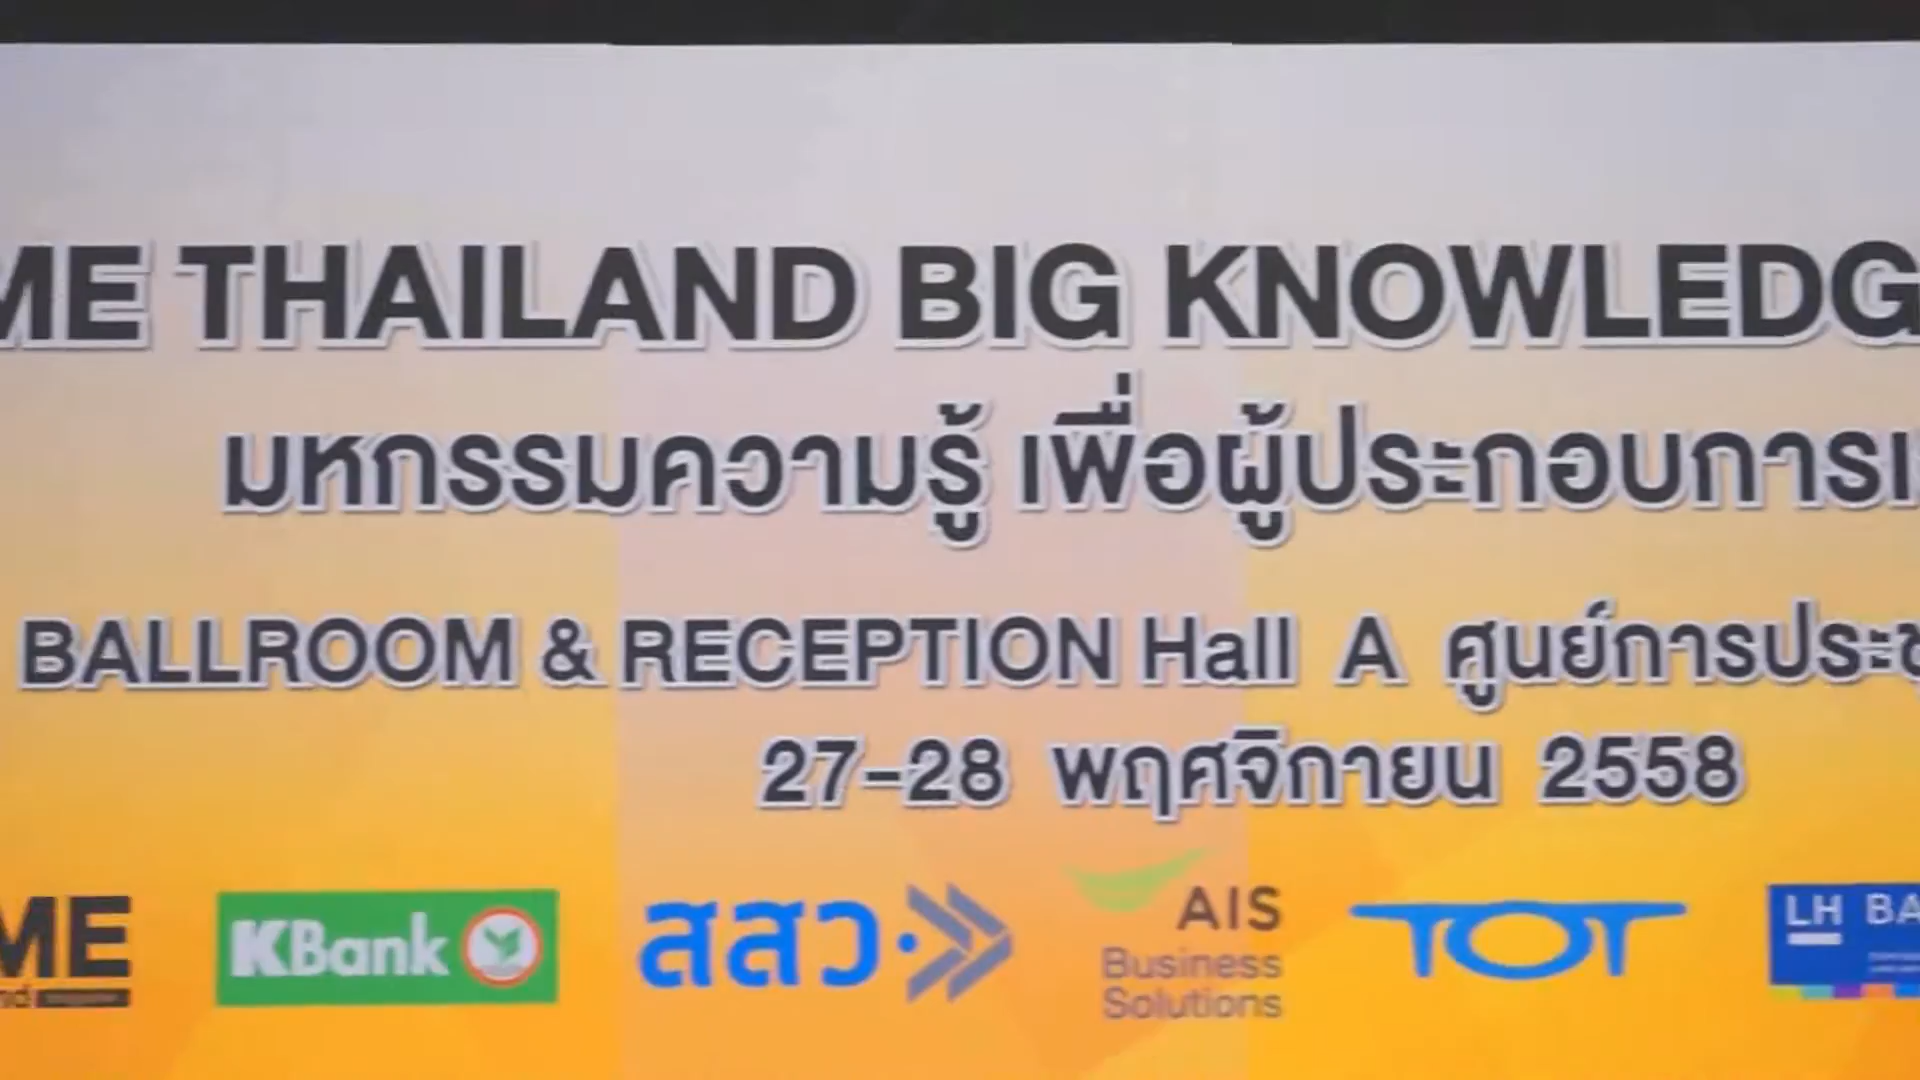 ME THAILAND BIG KNOWLEDG
มหกรรมความรู้ เพื่อผู้ประกอบการเ
BALLROOM & RECEPTION Hall A ศูนย์การประชุ
27-28 พฤศจิกายน 2558
ME
nd
KBank
สสว
AIS
Business
Solutions
TOT
LH BA